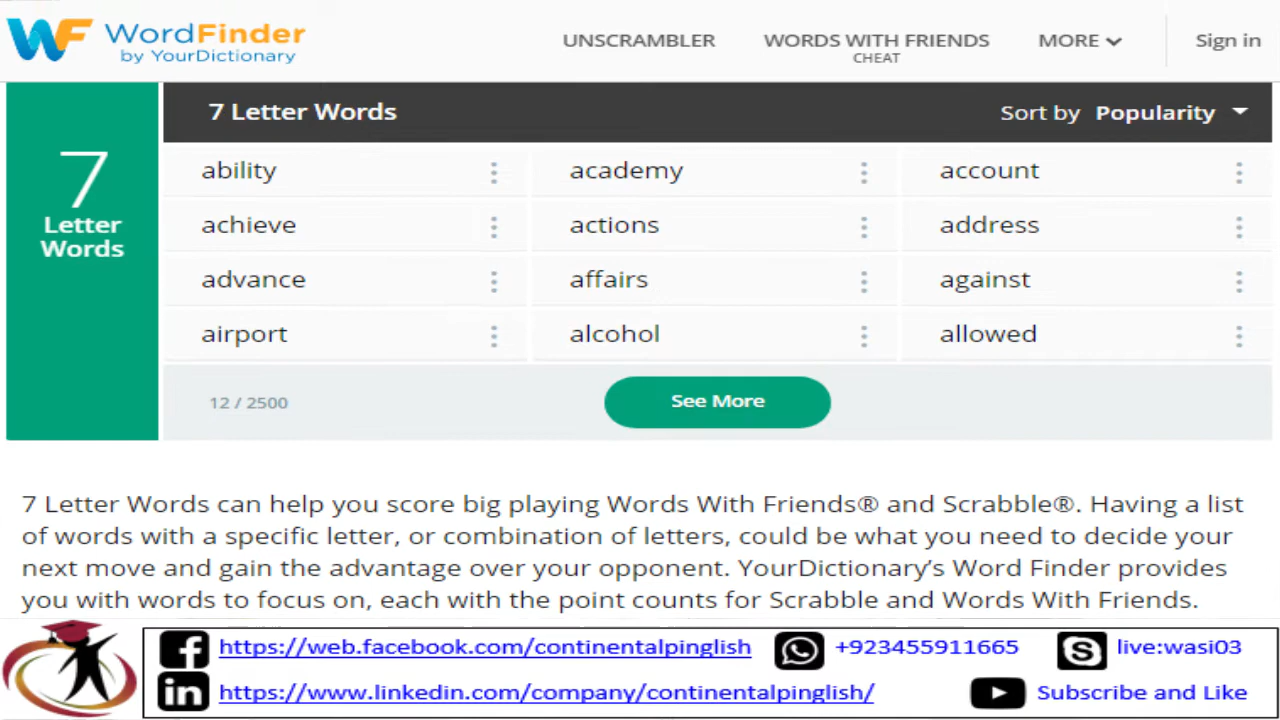 WF WordFinder
by YourDictionary
UNSCRAMBLER WORDS WITH FRIENDS MORE Sign in
CHEAT
7 Letter Words Sort by Popularity
7
Letter
Words
ability academy account
achieve actions address
advance affairs against
airport alcohol allowed
12 / 2500 See More
7 Letter Words can help you score big playing Words With Friends® and Scrabble®. Having a list
of words with a specific letter, or combination of letters, could be what you need to decide your
next move and gain the advantage over your opponent. YourDictionary's Word Finder provides
you with words to focus on, each with the point counts for Scrabble and Words With Friends.
https://web.facebook.com/continentalpinglish +923455911665 live:wasi03
in https://www.linkedin.com/company/continentalpinglish/ Subscribe and Like